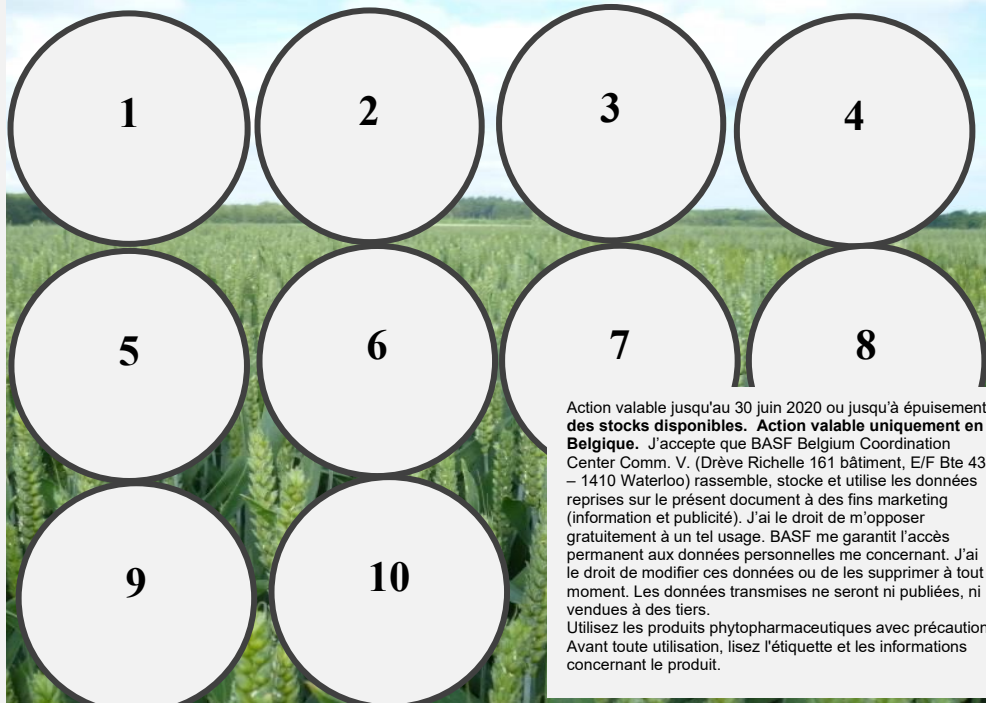 1
2
3
4
5
6
7
8
9
10
Action valable jusqu'au 30 juin 2020 ou jusqu’à épuisement
des stocks disponibles. Action valable uniquement en
Belgique. J’accepte que BASF Belgium Coordination
Center Comm. V. (Drève Richelle 161 bâtiment, E/F Bte 43
– 1410 Waterloo) rassemble, stocke et utilise les données
reprises sur le présent document à des fins marketing
(information et publicité). J’ai le droit de m’opposer
gratuitement à un tel usage. BASF me garantit l’accès
permanent aux données personnelles me concernant. J’ai
le droit de modifier ces données ou de les supprimer à tout
moment. Les données transmises ne seront ni publiées, ni
vendues à des tiers.
Utilisez les produits phytopharmaceutiques avec précaution
Avant toute utilisation, lisez l'étiquette et les informations
concernant le produit.